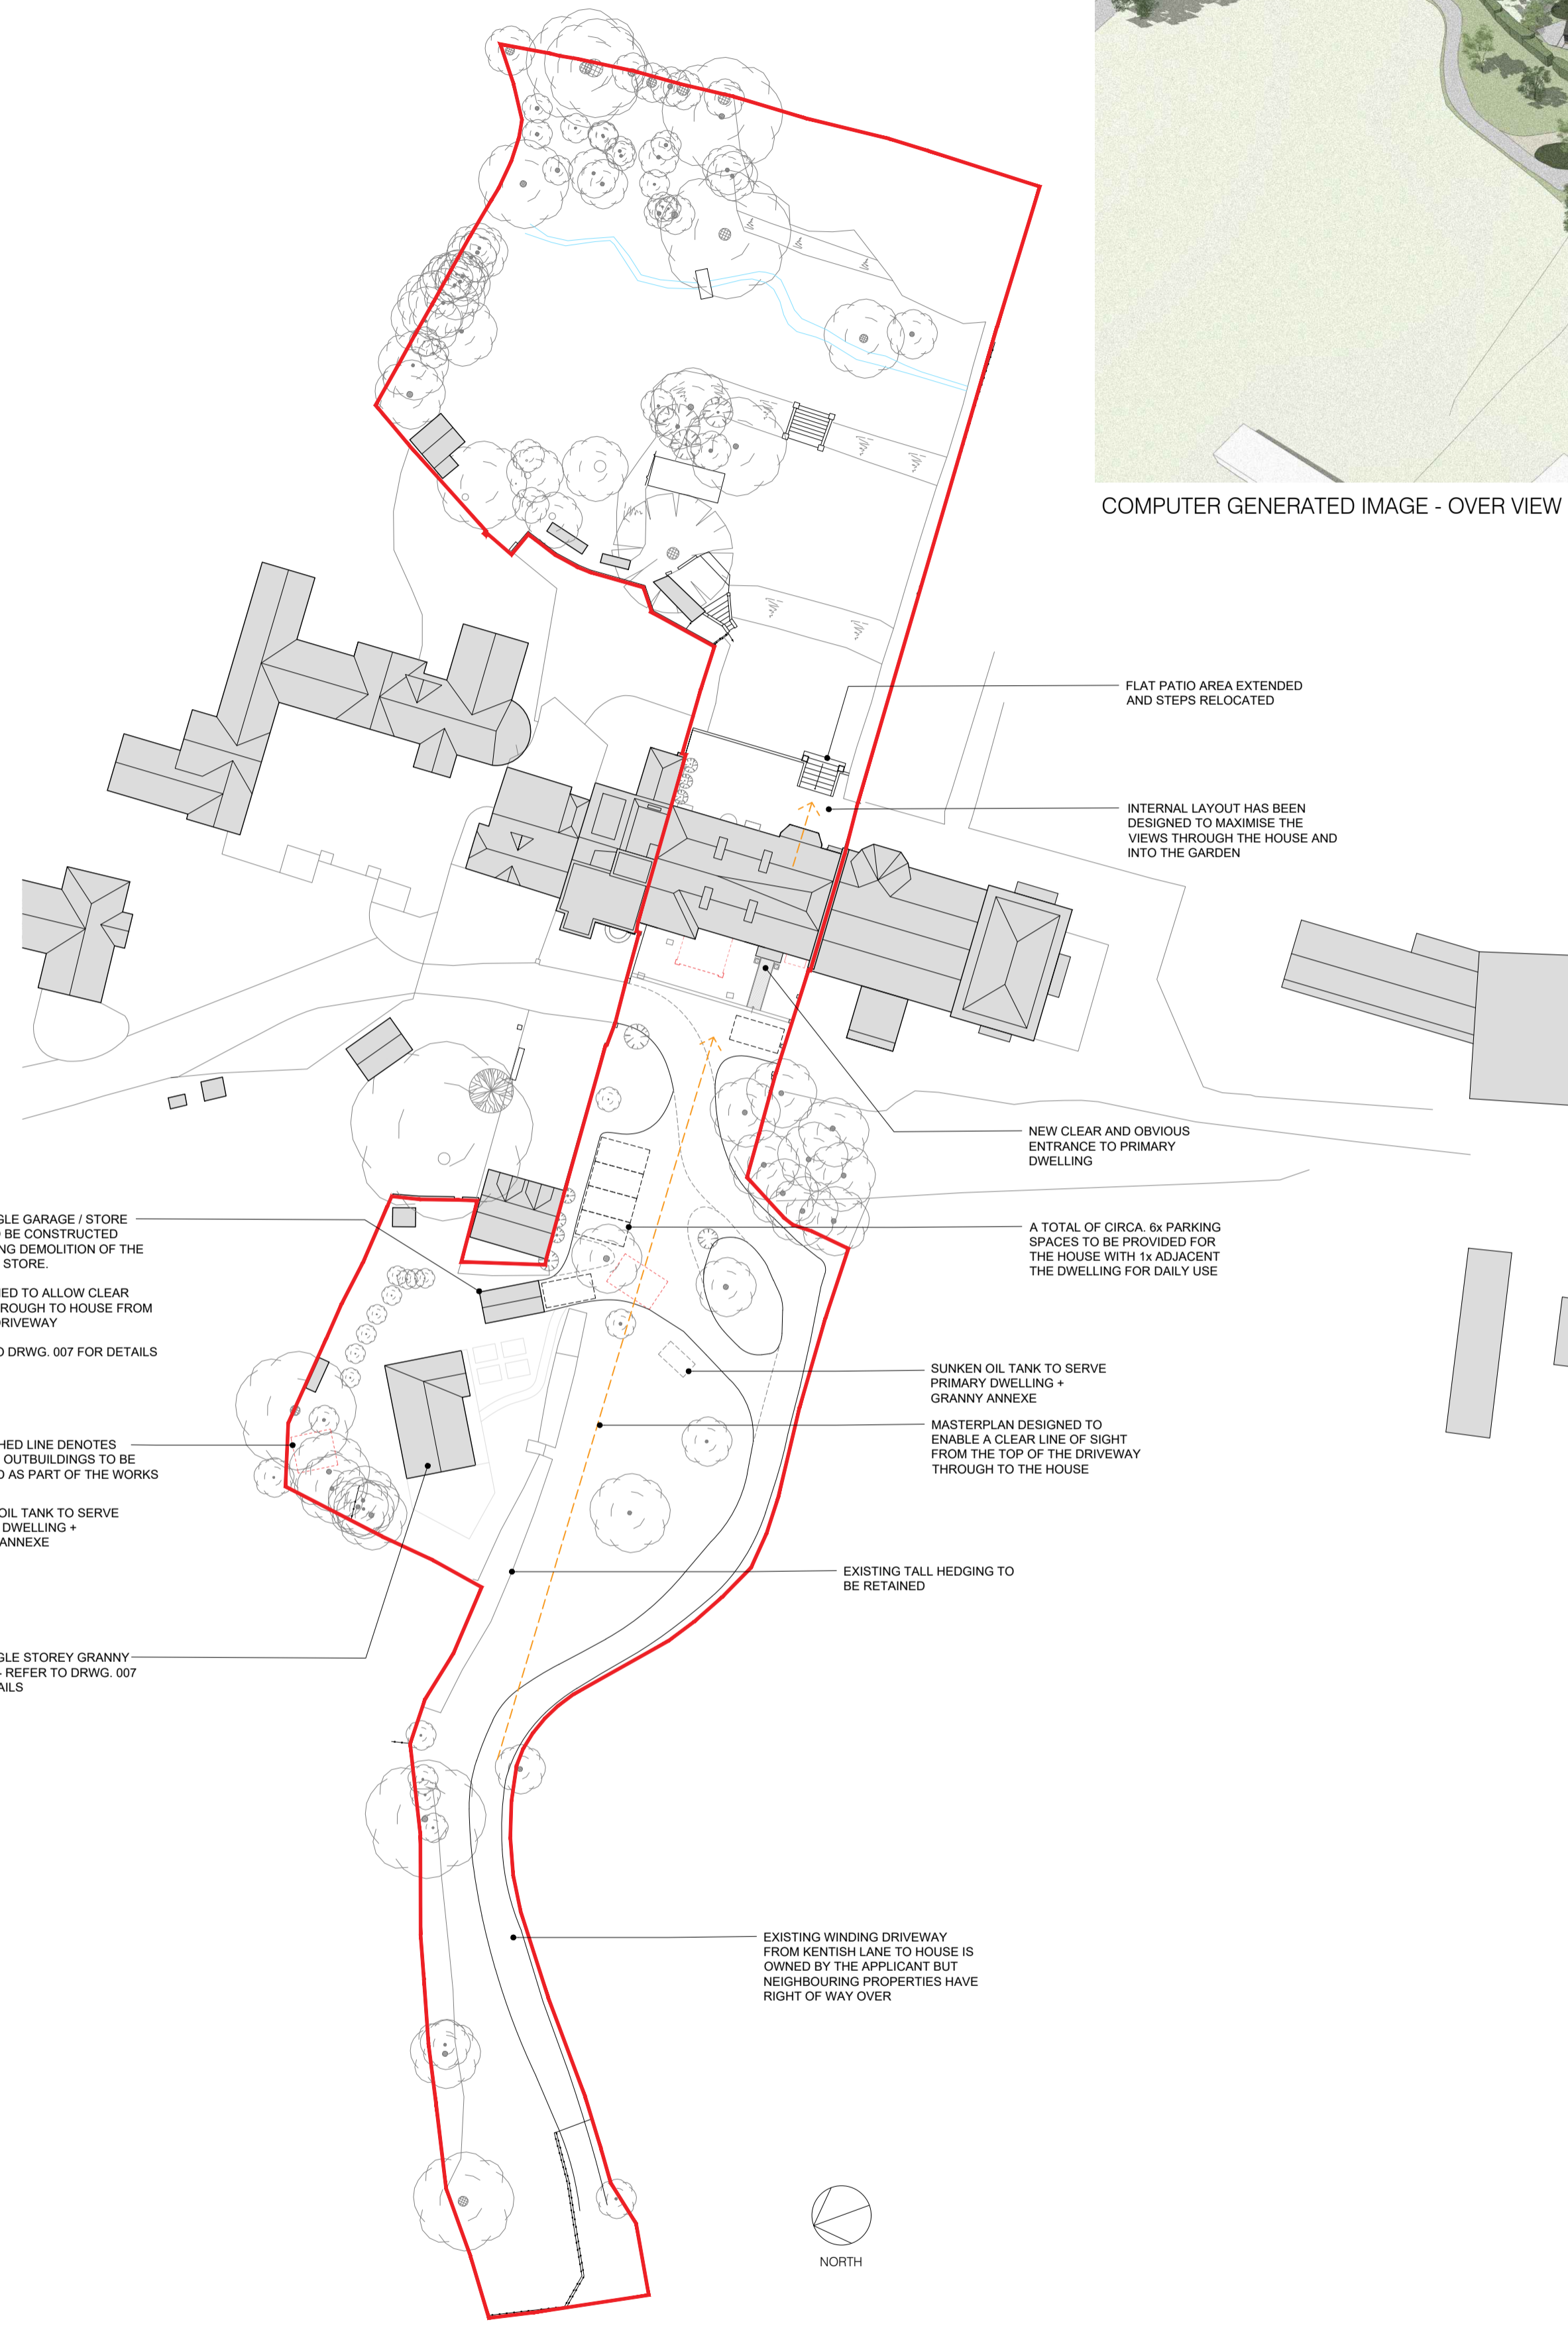 COMPUTER GENERATED IMAGE - OVER VIEW
FLAT PATIO AREA EXTENDED
AND STEPS RELOCATED
INTERNAL LAYOUT HAS BEEN
DESIGNED TO MAXIMISE THE
VIEWS THROUGH THE HOUSE AND
INTO THE GARDEN
NEW CLEAR AND OBVIOUS
ENTRANCE TO PRIMARY
DWELLING
GLE GARAGE / STORE
BE CONSTRUCTED
NG DEMOLITION OF THE
STORE.
NED TO ALLOW CLEAR
ROUGH TO HOUSE FROM
DRIVEWAY
DRWG. 007 FOR DETAILS
A TOTAL OF CIRCA. 6x PARKING
SPACES TO BE PROVIDED FOR
THE HOUSE WITH 1x ADJACENT
THE DWELLING FOR DAILY USE
SUNKEN OIL TANK TO SERVE
PRIMARY DWELLING +
GRANNY ANNEXE
MASTERPLAN DESIGNED TO
ENABLE A CLEAR LINE OF SIGHT
FROM THE TOP OF THE DRIVEWAY
THROUGH TO THE HOUSE
HED LINE DENOTES
OUTBUILDINGS TO BE
D AS PART OF THE WORKS
OIL TANK TO SERVE
DWELLING +
ANNEXE
EXISTING TALL HEDGING TO
BE RETAINED
GLE STOREY GRANNY
- REFER TO DRWG. 007
AILS
EXISTING WINDING DRIVEWAY
FROM KENTISH LANE TO HOUSE IS
OWNED BY THE APPLICANT BUT
NEIGHBOURING PROPERTIES HAVE
RIGHT OF WAY OVER
NORTH